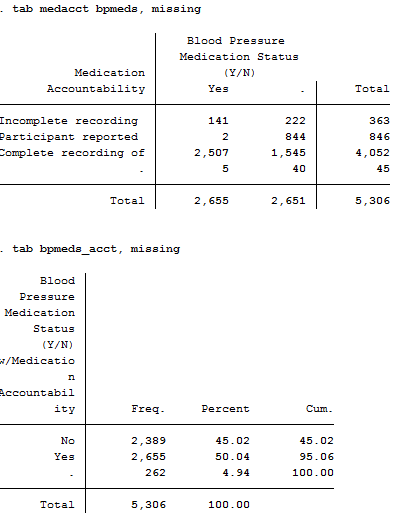 . tab medacct bpmeds, missing
Blood Pressure
Medication Status
Medication (Y/N)
Accountability Yes . Total
Incomplete recording 141 222 363
Participant reported 2 844 846
Complete recording of 2,507 1,545 4,052
. 5 40 45
Total 2,655 2,651 5,306
. tab bpmeds_acct, missing
Blood
Pressure
Medication
Status
(Y/N)
w/Medicatio
n
Accountabil
ity Freq. Percent Cum.
No 2,389 45.02 45.02
Yes 2,655 50.04 95.06
. 262 4.94 100.00
Total 5,306 100.00